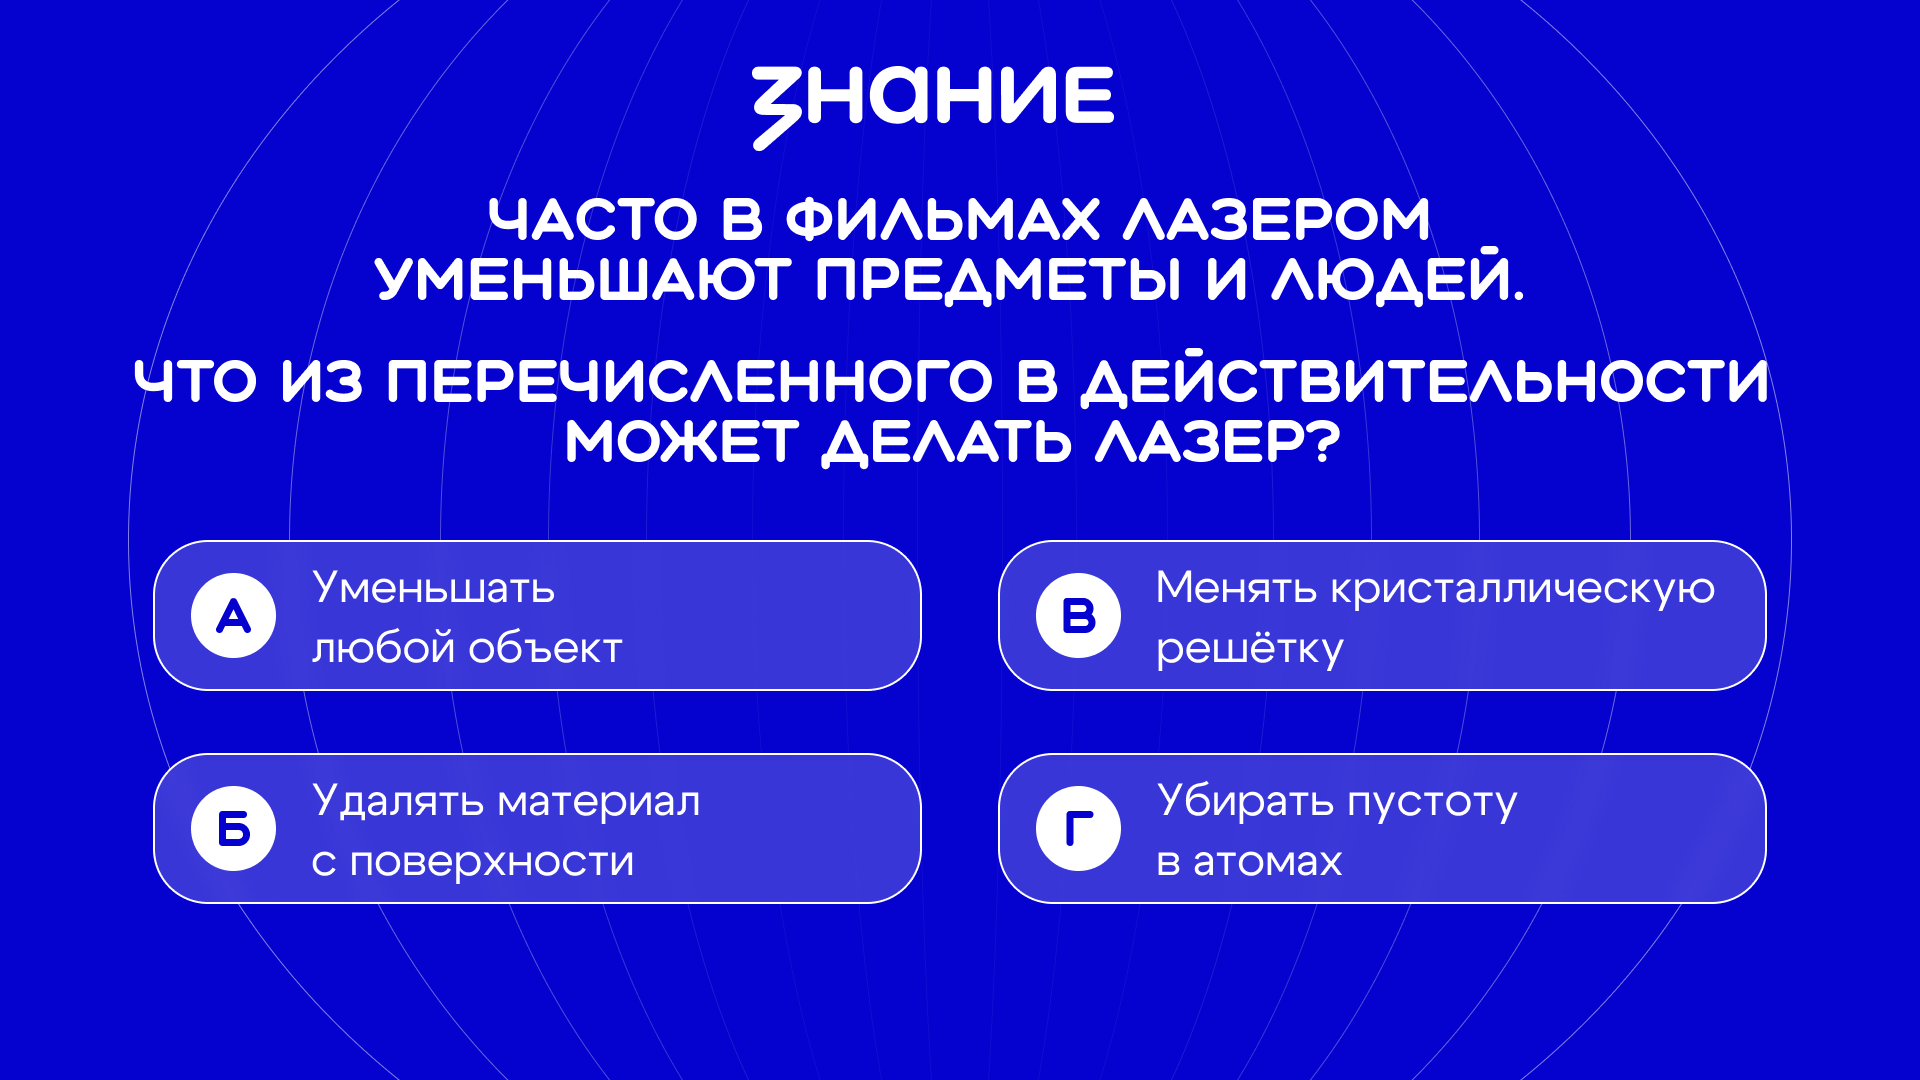 ЗНАНИЕ
ЧАСТО В ФИЛЬМАХ ЛАЗЕРОМ
УМЕНЬШАЮТ ПРЕДМЕТЫ И ЛЮДЕЙ.
ЧТО ИЗ ПЕРЕЧИСЛЕННОГО В ДЕЙСТВИТЕЛЬНОСТИ
МОЖЕТ ДЕЛАТЬ ЛАЗЕР?
А
Уменьшать
любой объект
В
Менять кристаллическую
решётку
Б
Удалять материал
с поверхности
Г
Убирать пустоту
в атомах